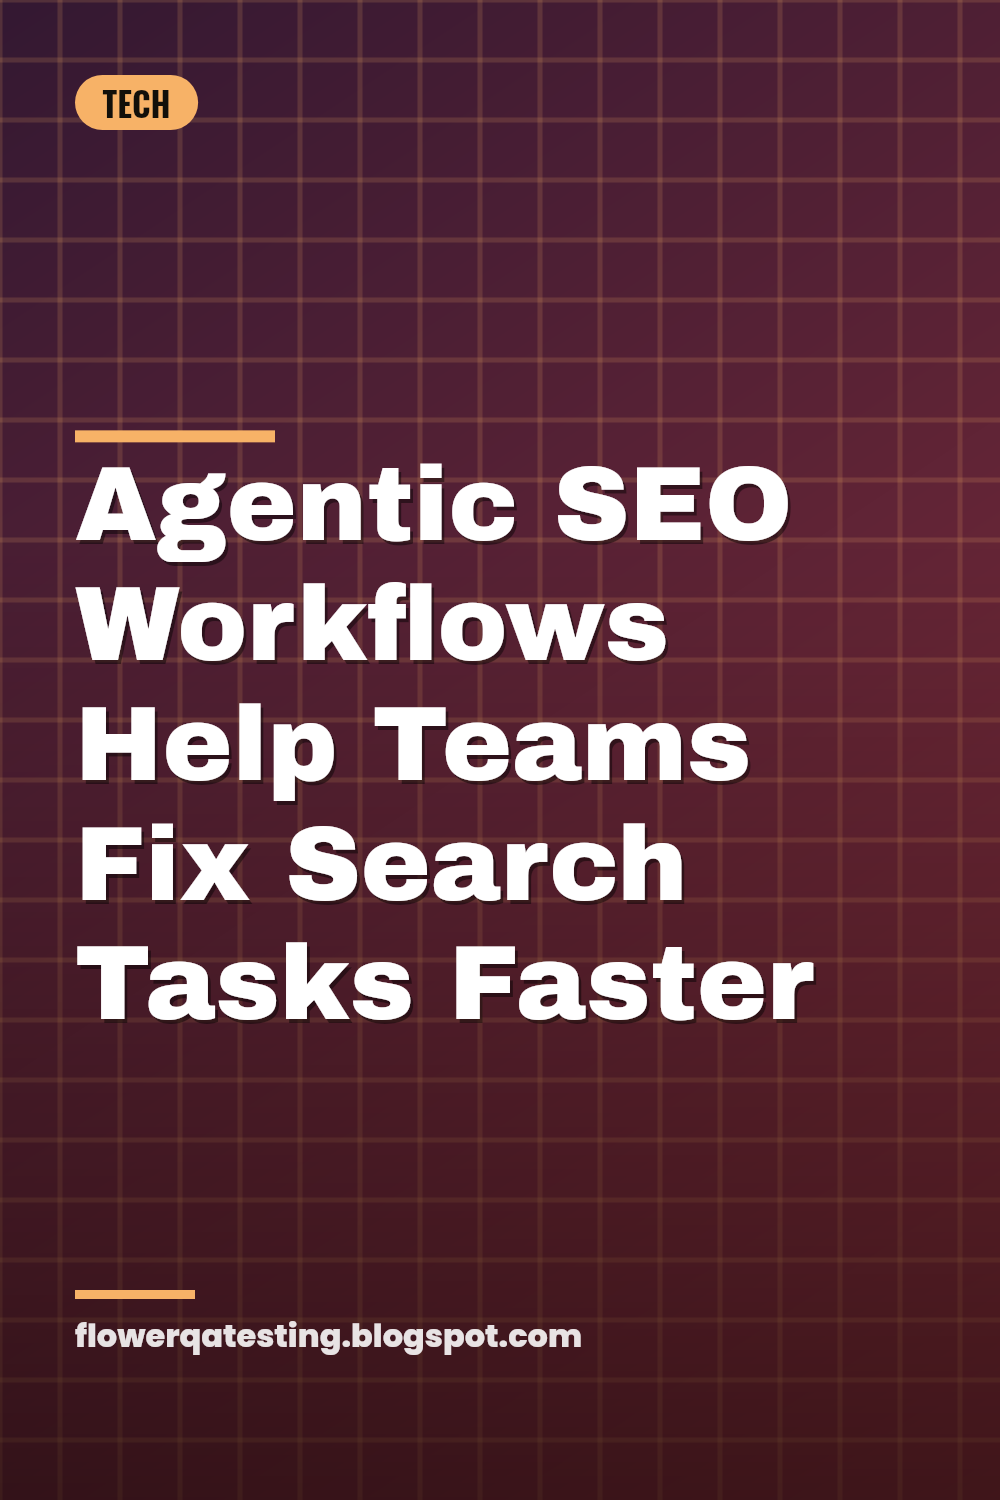 TECH
Agentic SEO
Workflows
Help Teams
Fix Search
Tasks Faster
flowerqatesting.blogspot.com